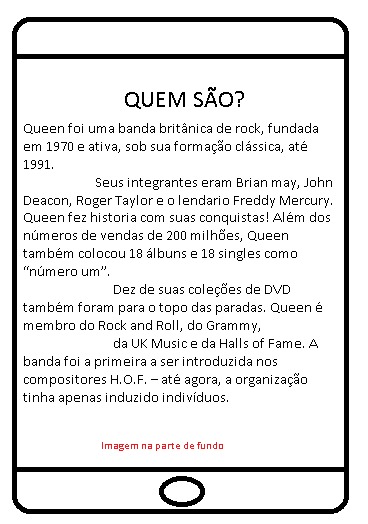 QUEM SÃO?
Queen foi uma banda britânica de rock, fundada
em 1970 e ativa, sob sua formação clássica, até
1991.
Seus integrantes eram Brian may, John
Deacon, Roger Taylor e o lendario Freddy Mercury.
Queen fez historia com suas conquistas! Além dos
números de vendas de 200 milhões, Queen
também colocou 18 álbuns e 18 singles como
“número um”.
Dez de suas coleções de DVD
também foram para o topo das paradas. Queen é
membro do Rock and Roll, do Grammy,
da UK Music e da Halls of Fame. A
banda foi a primeira a ser introduzida nos
compositores H.O.F. – até agora, a organização
tinha apenas induzido indivíduos.
Imagem na parte de fundo